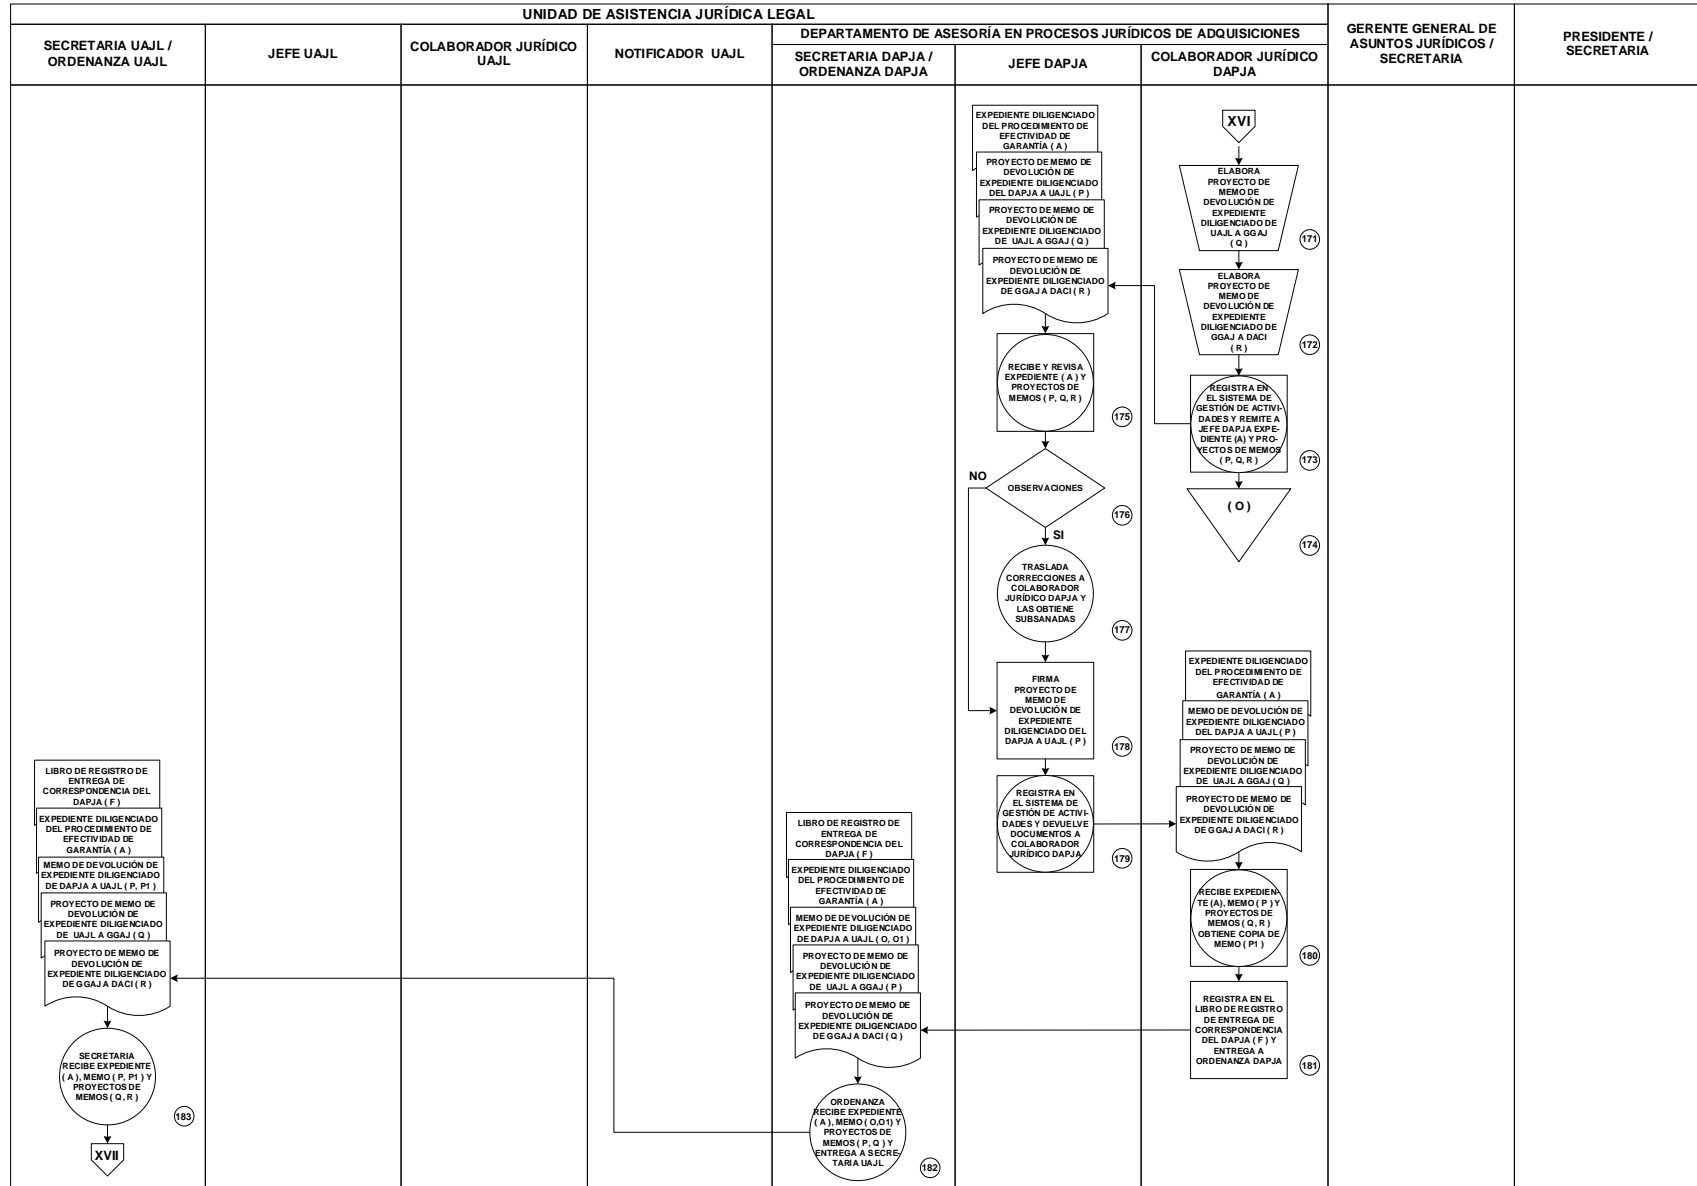 UNIDAD DE ASISTENCIA JURÍDICA LEGAL
SECRETARIA UAJL /
ORDENANZA UAJL
JEFE UAJL
COLABORADOR JURÍDICO
UAJL
NOTIFICADOR UAJL
DEPARTAMENTO DE ASESORÍA EN PROCESOS JURÍDICOS DE ADQUISICIONES
SECRETARIA DAPJA /
ORDENANZA DAPJA
JEFE DAPJA
COLABORADOR JURÍDICO
DAPJA
GERENTE GENERAL DE
ASUNTOS JURÍDICOS /
SECRETARIA
PRESIDENTE /
SECRETARIA
XVI
ELABORA
PROYECTO DE
MEMO DE
DEVOLUCIÓN DE
EXPEDIENTE
DILIGENCIADO DE
UAJL A GGAJ
( Q )
171
ELABORA
PROYECTO DE
MEMO DE
DEVOLUCIÓN DE
EXPEDIENTE
DILIGENCIADO DE
GGAJ A DACI
( R )
172
REGISTRA EN
EL SISTEMA DE
GESTIÓN DE ACTIVI-
DADES Y REMITE A
JEFE DAPJA EXPE-
DIENTE (A) Y PRO-
YECTOS DE MEMOS
( P, Q, R )
173
( O )
174
EXPEDIENTE DILIGENCIADO
DEL PROCEDIMIENTO DE
EFECTIVIDAD DE
GARANTÍA ( A )
PROYECTO DE MEMO DE
DEVOLUCIÓN DE
EXPEDIENTE DILIGENCIADO
DEL DAPJA A UAJL ( P )
PROYECTO DE MEMO DE
DEVOLUCIÓN DE
EXPEDIENTE DILIGENCIADO
DE UAJL A GGAJ ( Q )
PROYECTO DE MEMO DE
DEVOLUCIÓN DE
EXPEDIENTE DILIGENCIADO
DE GGAJ A DACI ( R )
RECIBE Y REVISA
EXPEDIENTE ( A ) Y
PROYECTOS DE
MEMOS ( P, Q, R )
175
NO
OBSERVACIONES
176
SI
TRASLADA
CORRECCIONES A
COLABORADOR
JURÍDICO DAPJA Y
LAS OBTIENE
SUBSANADAS
177
FIRMA
PROYECTO DE
MEMO DE
DEVOLUCIÓN DE
EXPEDIENTE
DILIGENCIADO DEL
DAPJA A UAJL ( P )
178
REGISTRA EN
EL SISTEMA DE
GESTIÓN DE ACTIVI-
DADES Y DEVUELVE
DOCUMENTOS A
COLABORADOR
JURÍDICO DAPJA
179
EXPEDIENTE DILIGENCIADO
DEL PROCEDIMIENTO DE
EFECTIVIDAD DE
GARANTÍA ( A )
MEMO DE DEVOLUCIÓN DE
EXPEDIENTE DILIGENCIADO
DEL DAPJA A UAJL ( P )
PROYECTO DE MEMO DE
DEVOLUCIÓN DE
EXPEDIENTE DILIGENCIADO
DE UAJL A GGAJ ( Q )
PROYECTO DE MEMO DE
DEVOLUCIÓN DE
EXPEDIENTE DILIGENCIADO
DE GGAJ A DACI ( R )
RECIBE EXPEDIEN-
TE (A), MEMO ( P ) Y
PROYECTOS DE
MEMOS ( Q, R )
OBTIENE COPIA DE
MEMO ( P1 )
180
REGISTRA EN EL
LIBRO DE REGISTRO
DE ENTREGA DE
CORRESPONDENCIA
DEL DAPJA ( F ) Y
ENTREGA A
ORDENANZA DAPJA
181
LIBRO DE REGISTRO DE
ENTREGA DE
CORRESPONDENCIA DEL
DAPJA ( F )
EXPEDIENTE DILIGENCIADO
DEL PROCEDIMIENTO DE
EFECTIVIDAD DE
GARANTÍA ( A )
MEMO DE DEVOLUCIÓN DE
EXPEDIENTE DILIGENCIADO
DE DAPJA A UAJL ( O, O1 )
PROYECTO DE MEMO DE
DEVOLUCIÓN DE
EXPEDIENTE DILIGENCIADO
DE UAJL A GGAJ ( P )
PROYECTO DE MEMO DE
DEVOLUCIÓN DE
EXPEDIENTE DILIGENCIADO
DE GGAJ A DACI ( Q )
ORDENANZA
RECIBE EXPEDIENTE
( A ), MEMO ( O,O1) Y
PROYECTOS DE
MEMOS ( P, Q ) Y
ENTREGA A SECRE-
TARIA UAJL
182
LIBRO DE REGISTRO DE
ENTREGA DE
CORRESPONDENCIA DEL
DAPJA ( F )
EXPEDIENTE DILIGENCIADO
DEL PROCEDIMIENTO DE
EFECTIVIDAD DE
GARANTÍA ( A )
MEMO DE DEVOLUCIÓN DE
EXPEDIENTE DILIGENCIADO
DE DAPJA A UAJL ( P, P1 )
PROYECTO DE MEMO DE
DEVOLUCIÓN DE
EXPEDIENTE DILIGENCIADO
DE UAJL A GGAJ ( Q )
PROYECTO DE MEMO DE
DEVOLUCIÓN DE
EXPEDIENTE DILIGENCIADO
DE GGAJ A DACI ( R )
SECRETARIA
RECIBE EXPEDIENTE
( A ), MEMO ( P, P1 ) Y
PROYECTOS DE
MEMOS ( Q, R )
183
XVII